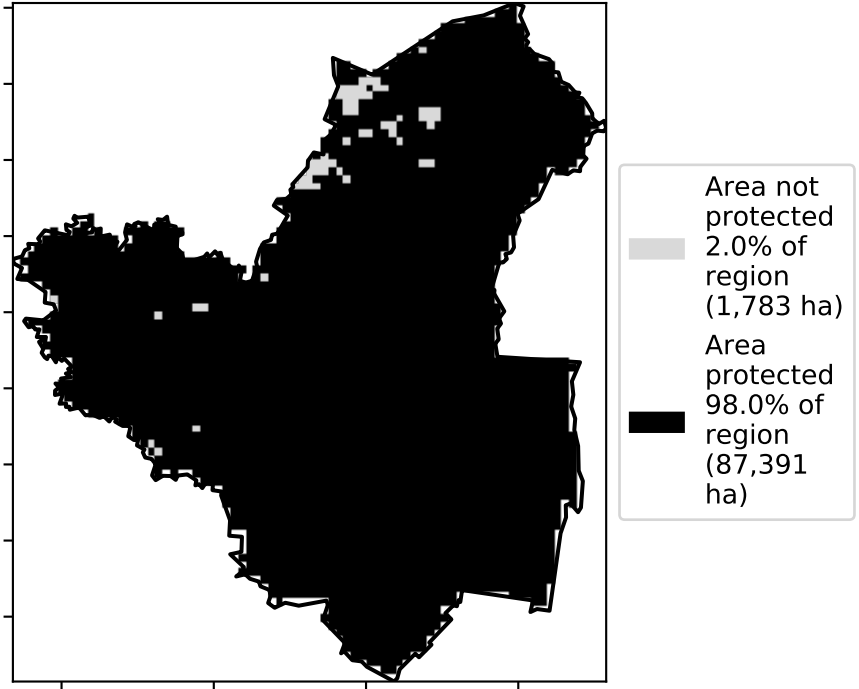 Area not
protected
2.0% of
region
(1,783 ha)
Area
protected
98.0% of
region
(87,391
ha)